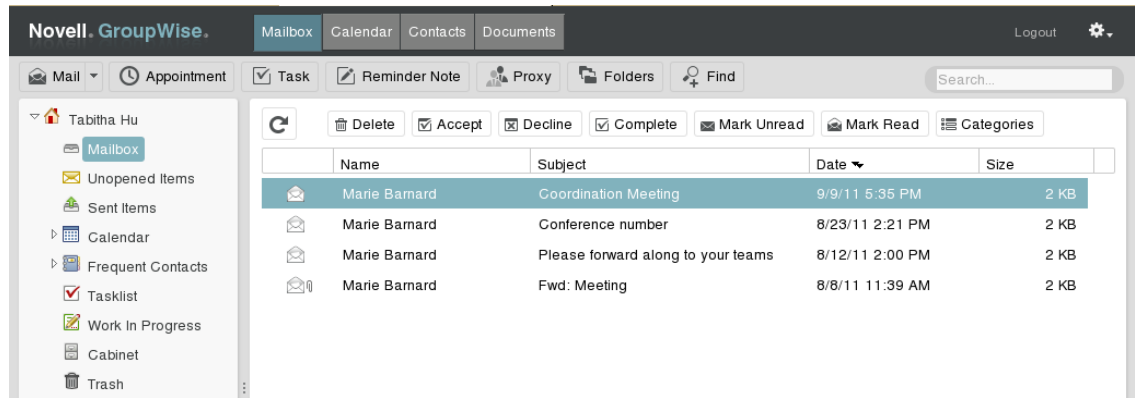 Novell. GroupWise. Mailbox Calendar Contacts Documents Logout
Mail Appointment Task Reminder Note Proxy Folders Find Search...
Tabitha Hu
Mailbox
Unopened Items
Sent Items
Calendar
Frequent Contacts
Tasklist
Work In Progress
Cabinet
Trash
Delete Accept Decline Complete Mark Unread Mark Read Categories
Name Subject Date Size
Marie Barnard Coordination Meeting 9/9/11 5:35 PM 2 KB
Marie Barnard Conference number 8/23/11 2:21 PM 2 KB
Marie Barnard Please forward along to your teams 8/12/11 2:00 PM 2 KB
Marie Barnard Fwd: Meeting 8/8/11 11:39 AM 2 KB